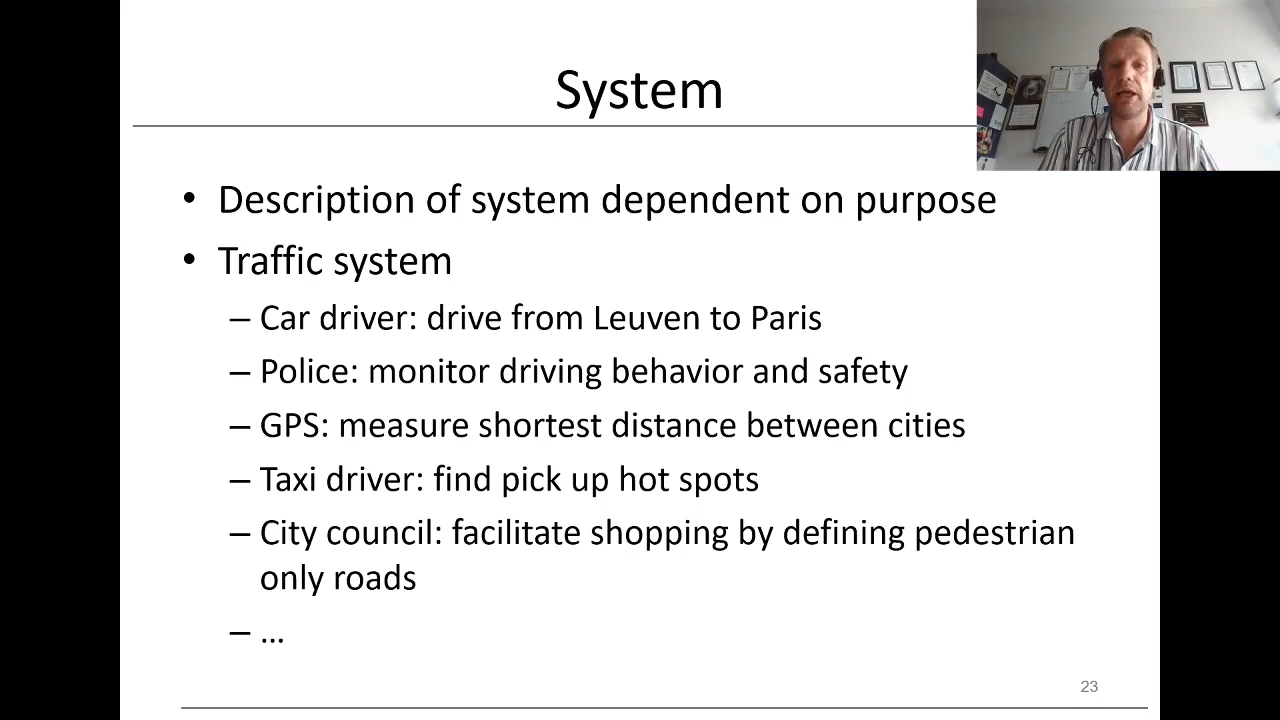 System
• Description of system dependent on purpose
• Traffic system
– Car driver: drive from Leuven to Paris
– Police: monitor driving behavior and safety
– GPS: measure shortest distance between cities
– Taxi driver: find pick up hot spots
– City council: facilitate shopping by defining pedestrian
only roads
– ...
23